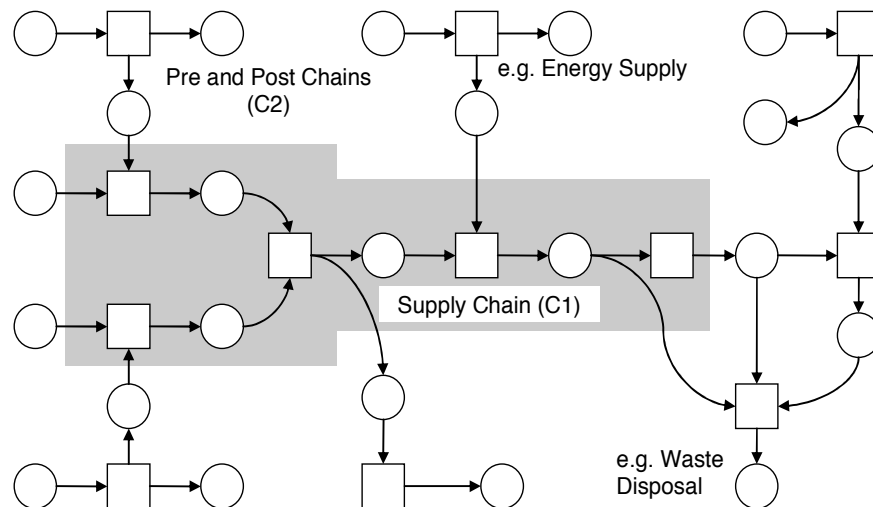 Pre and Post Chains
(C2)
e.g. Energy Supply
Supply Chain (C1)
e.g. Waste
Disposal